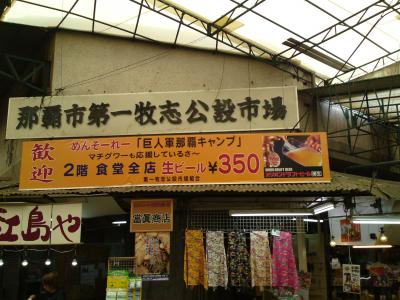 那覇市第一牧志公設市場
歓迎
めんそーれー「巨人軍那覇キャンプ」
マチグヮーも応援しているさ~
2階 食堂全店 生ビール¥350
第一牧志公設市場組合
江島や
當眞商店